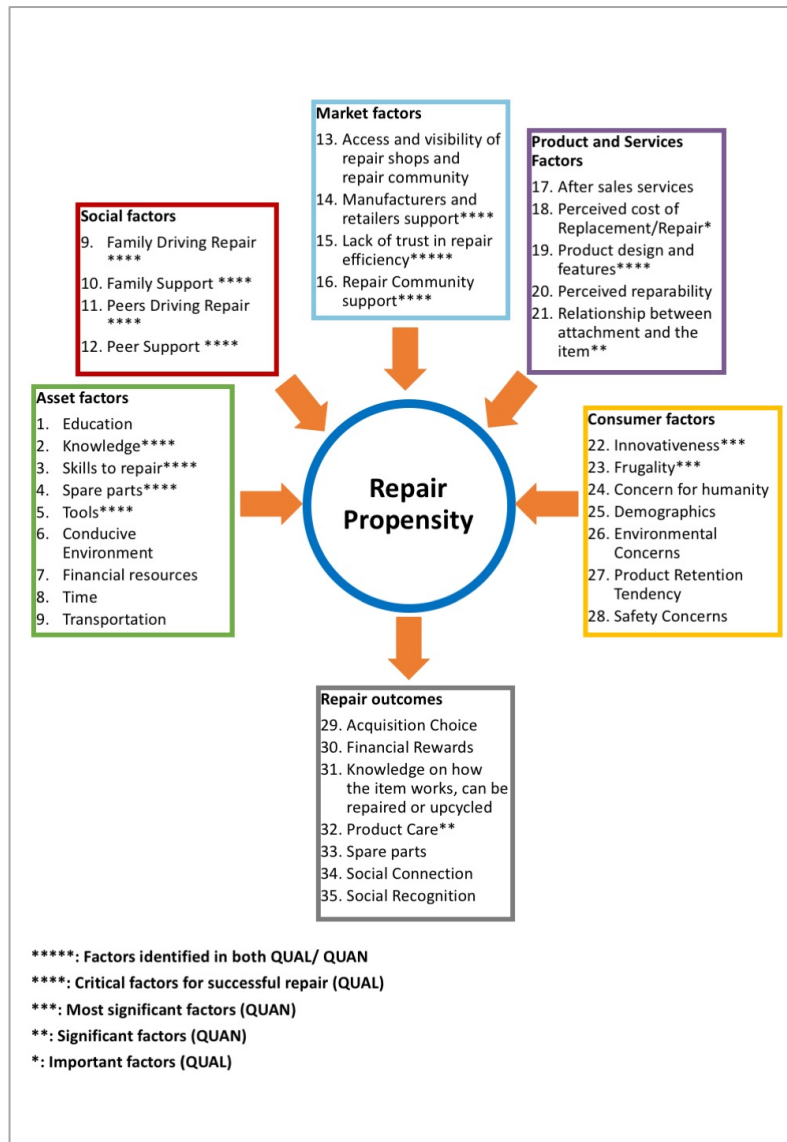 Market factors
13. Access and visibility of
repair shops and
repair community
14. Manufacturers and
retailers support****
15. Lack of trust in repair
efficiency*****
16. Repair Community
support****
Product and Services
Factors
17. After sales services
18. Perceived cost of
Replacement/Repair*
19. Product design and
features****
20. Perceived reparability
21. Relationship between
attachment and the
item**
Social factors
9. Family Driving Repair
****
10. Family Support ****
11. Peers Driving Repair
****
12. Peer Support ****
Asset factors
1. Education
2. Knowledge****
3. Skills to repair****
4. Spare parts****
5. Tools****
6. Conducive
Environment
7. Financial resources
8. Time
9. Transportation
Repair
Propensity
Consumer factors
22. Innovativeness***
23. Frugality***
24. Concern for humanity
25. Demographics
26. Environmental
Concerns
27. Product Retention
Tendency
28. Safety Concerns
Repair outcomes
29. Acquisition Choice
30. Financial Rewards
31. Knowledge on how
the item works, can be
repaired or upcycled
32. Product Care**
33. Spare parts
34. Social Connection
35. Social Recognition
*****: Factors identified in both QUAL/ QUAN
****: Critical factors for successful repair (QUAL)
***: Most significant factors (QUAN)
**: Significant factors (QUAN)
*: Important factors (QUAL)